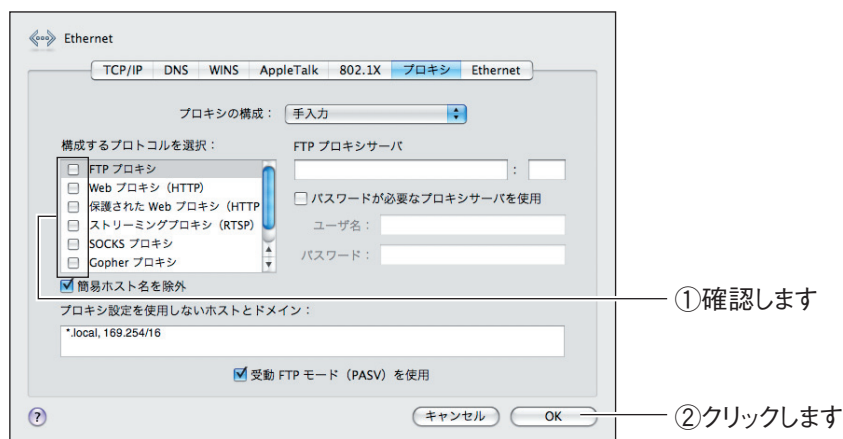 Ethernet
TCP/IP DNS WINS AppleTalk 802.1X プロキシ Ethernet
プロキシの構成： 手入力
構成するプロトコルを選択：
FTP プロキシ
Web プロキシ（HTTP）
保護された Web プロキシ（HTTP
ストリーミングプロキシ（RTSP）
SOCKS プロキシ
Gopher プロキシ
簡易ホスト名を除外
FTP プロキシサーバ
:
パスワードが必要なプロキシサーバを使用
ユーザ名：
パスワード：
プロキシ設定を使用しないホストとドメイン：
*.local, 169.254/16
受動 FTP モード（PASV）を使用
? キャンセル OK
①確認します
②クリックします